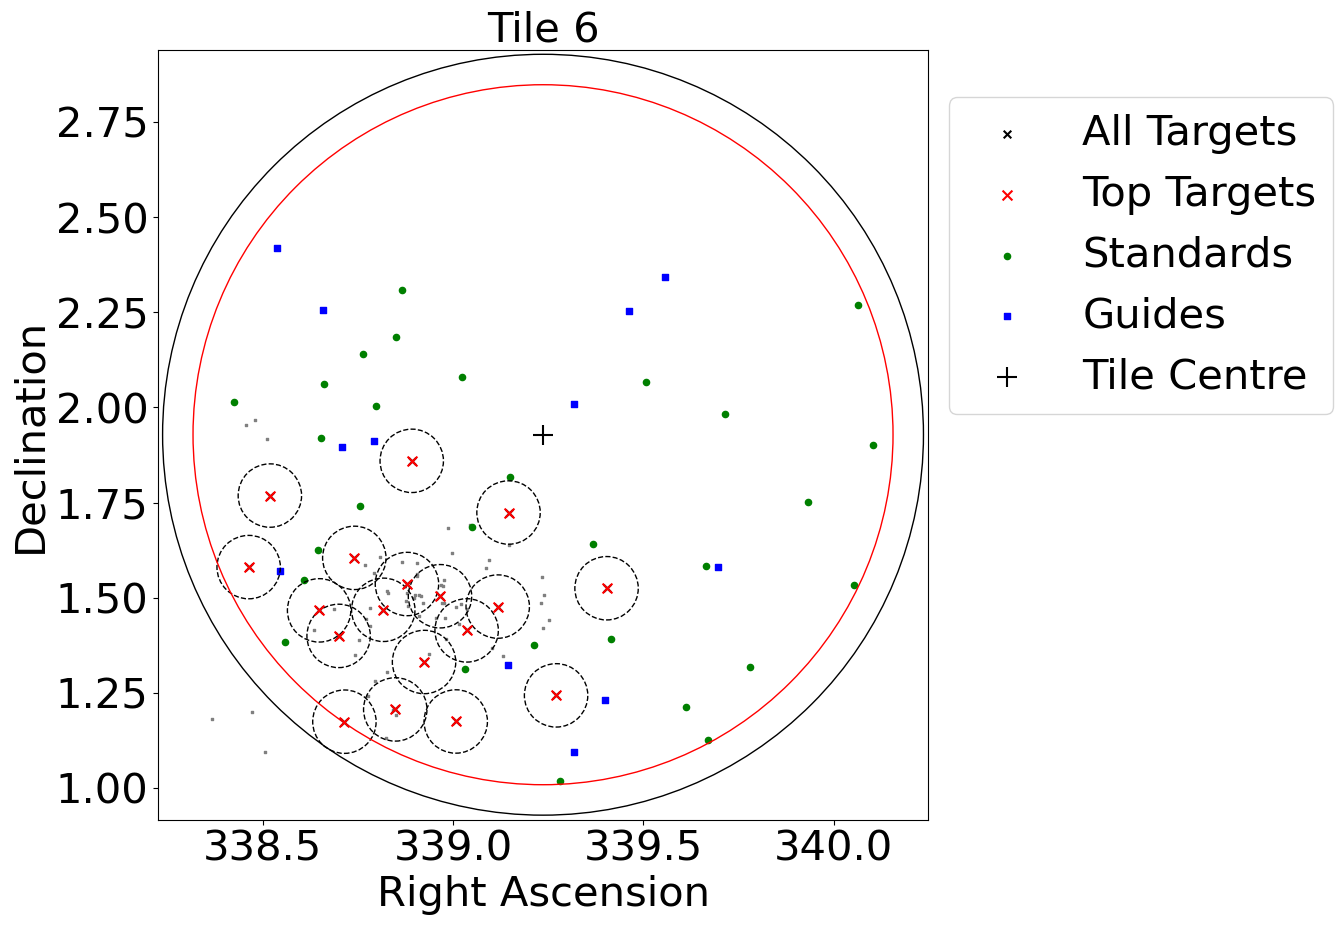 Tile 6
2.75
2.50
2.25
2.00
1.75
1.50
1.25
1.00
Declination
338.5
339.0
339.5
340.0
Right Ascension
All Targets
Top Targets
Standards
Guides
Tile Centre